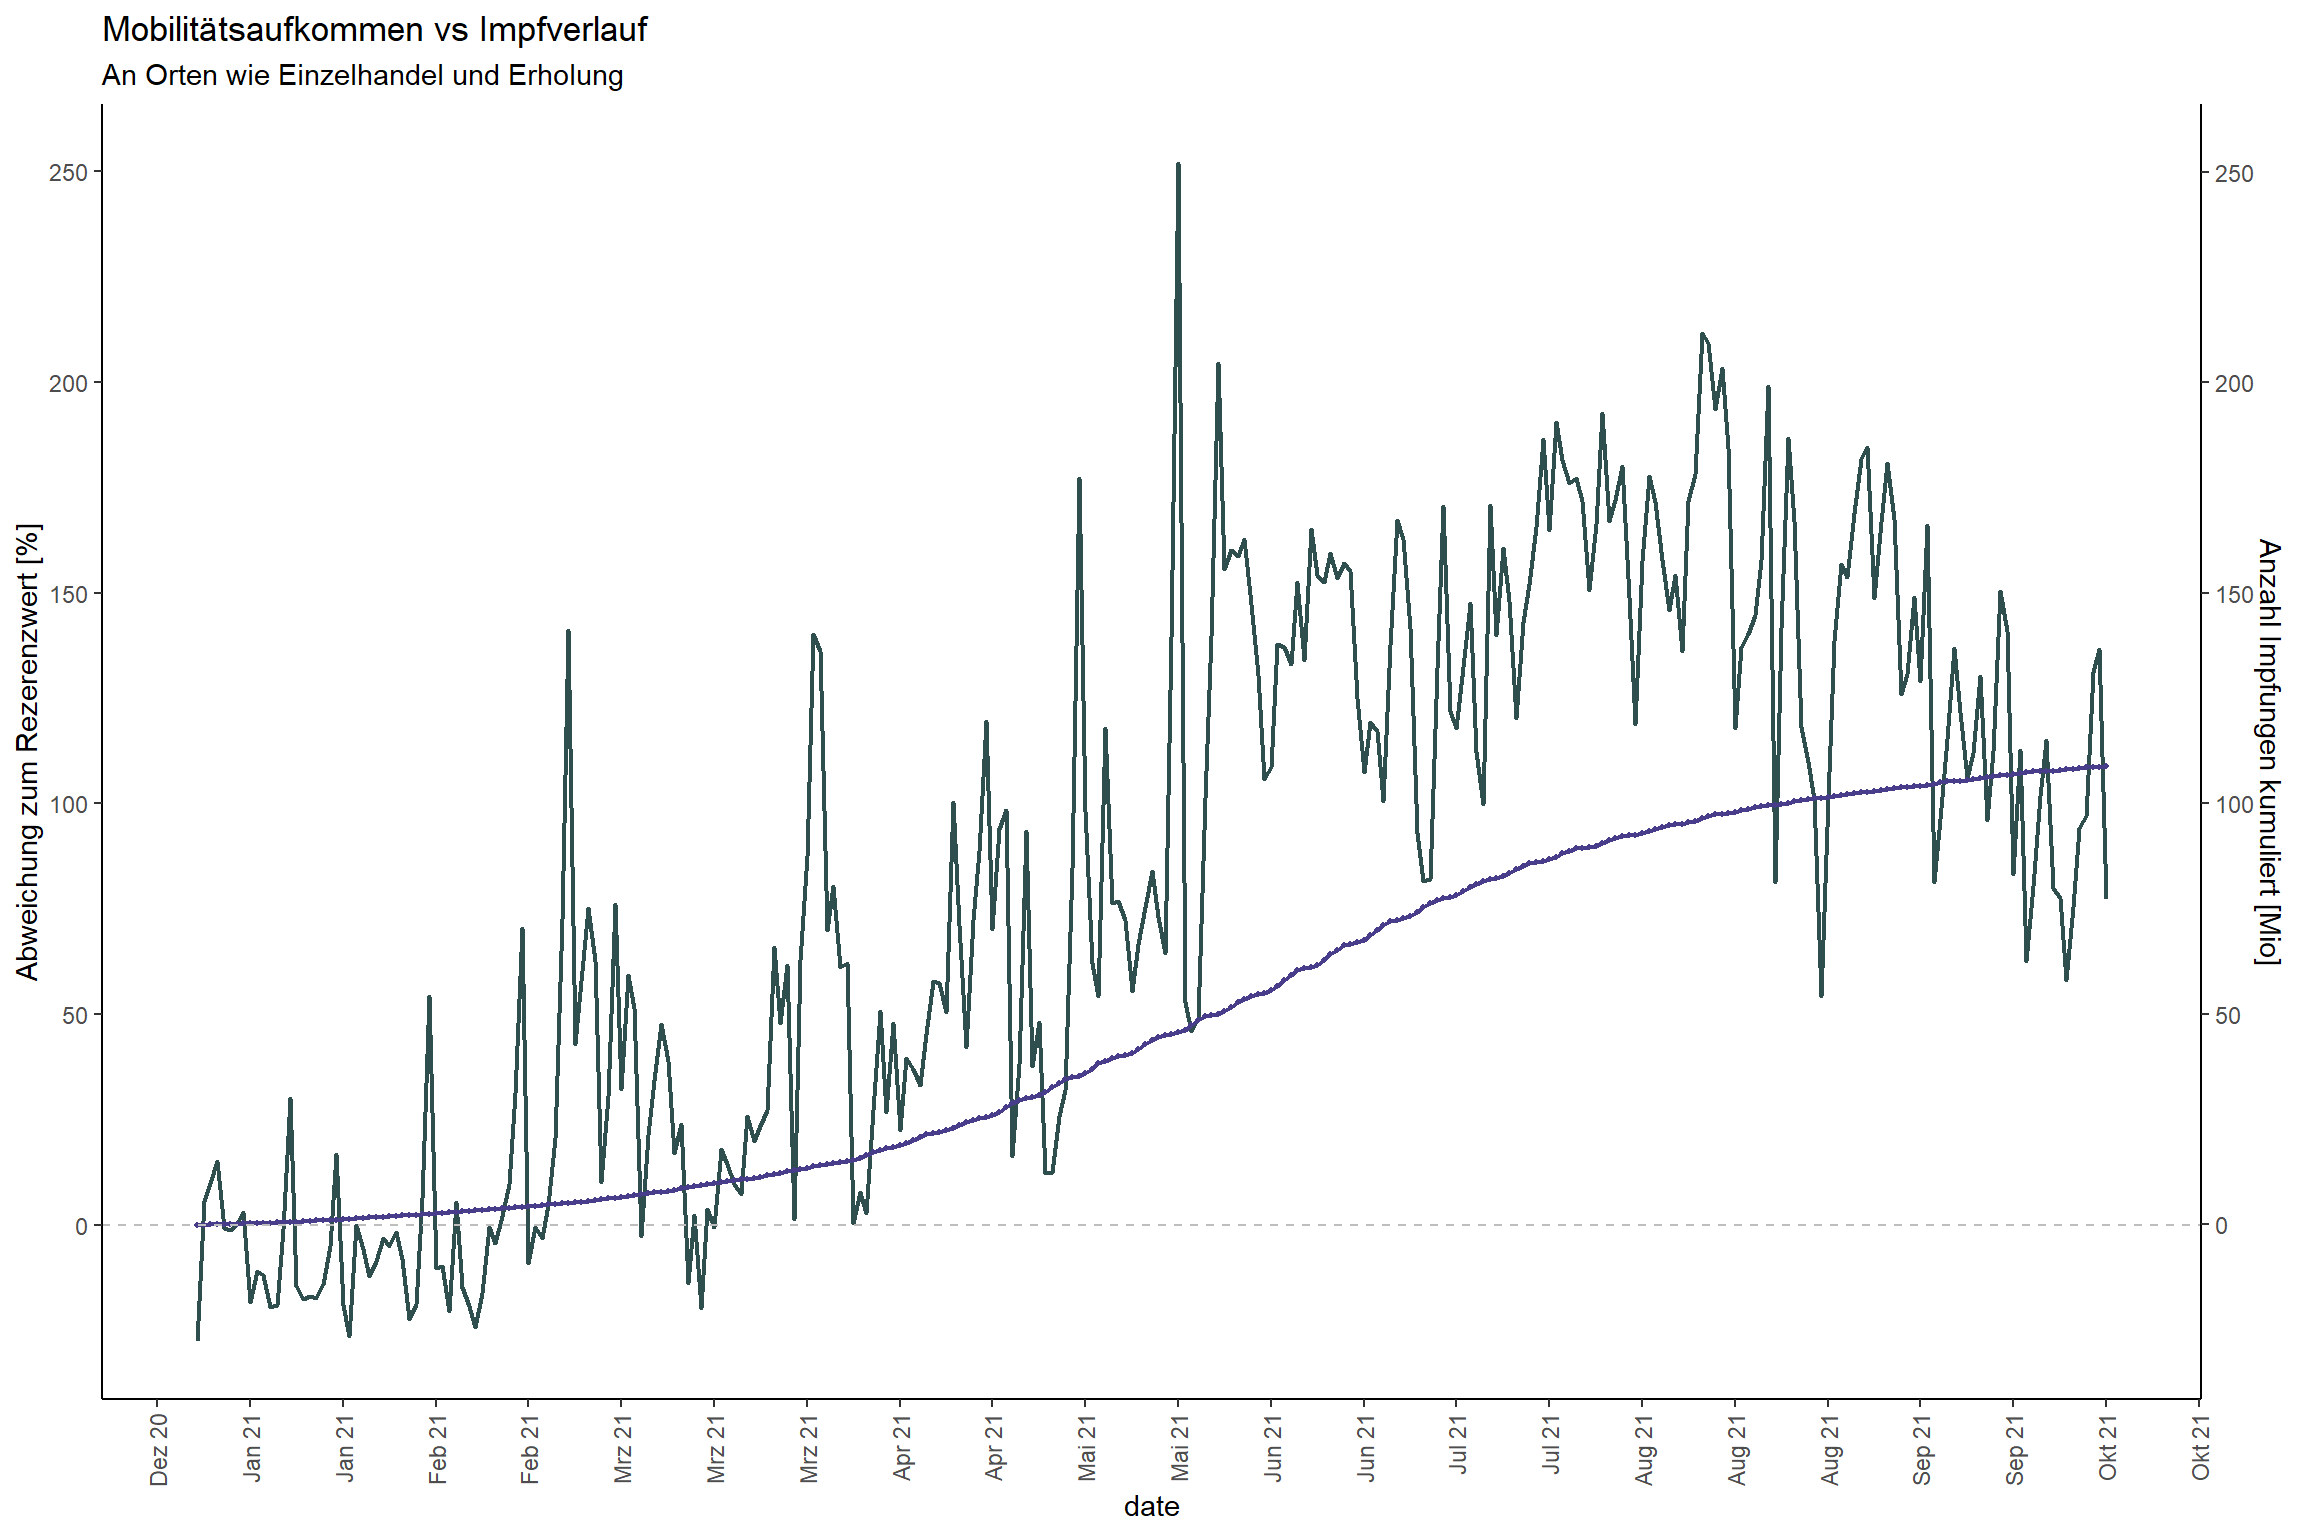 Mobilitätsaufkommen vs Impfverlauf
An Orten wie Einzelhandel und Erholung
Abweichung zum Rezerenzwert [%]
250
200
150
100
50
0
250
200
150
100
50
0
Anzahl Impfungen kumuliert [Mio]
Dez 20
Jan 21
Jan 21
Feb 21
Feb 21
Mrz 21
Mrz 21
Mrz 21
Apr 21
Apr 21
Mai 21
Mai 21
Jun 21
Jun 21
Jul 21
Jul 21
Aug 21
Aug 21
Aug 21
Sep 21
Sep 21
Okt 21
Okt 21
date